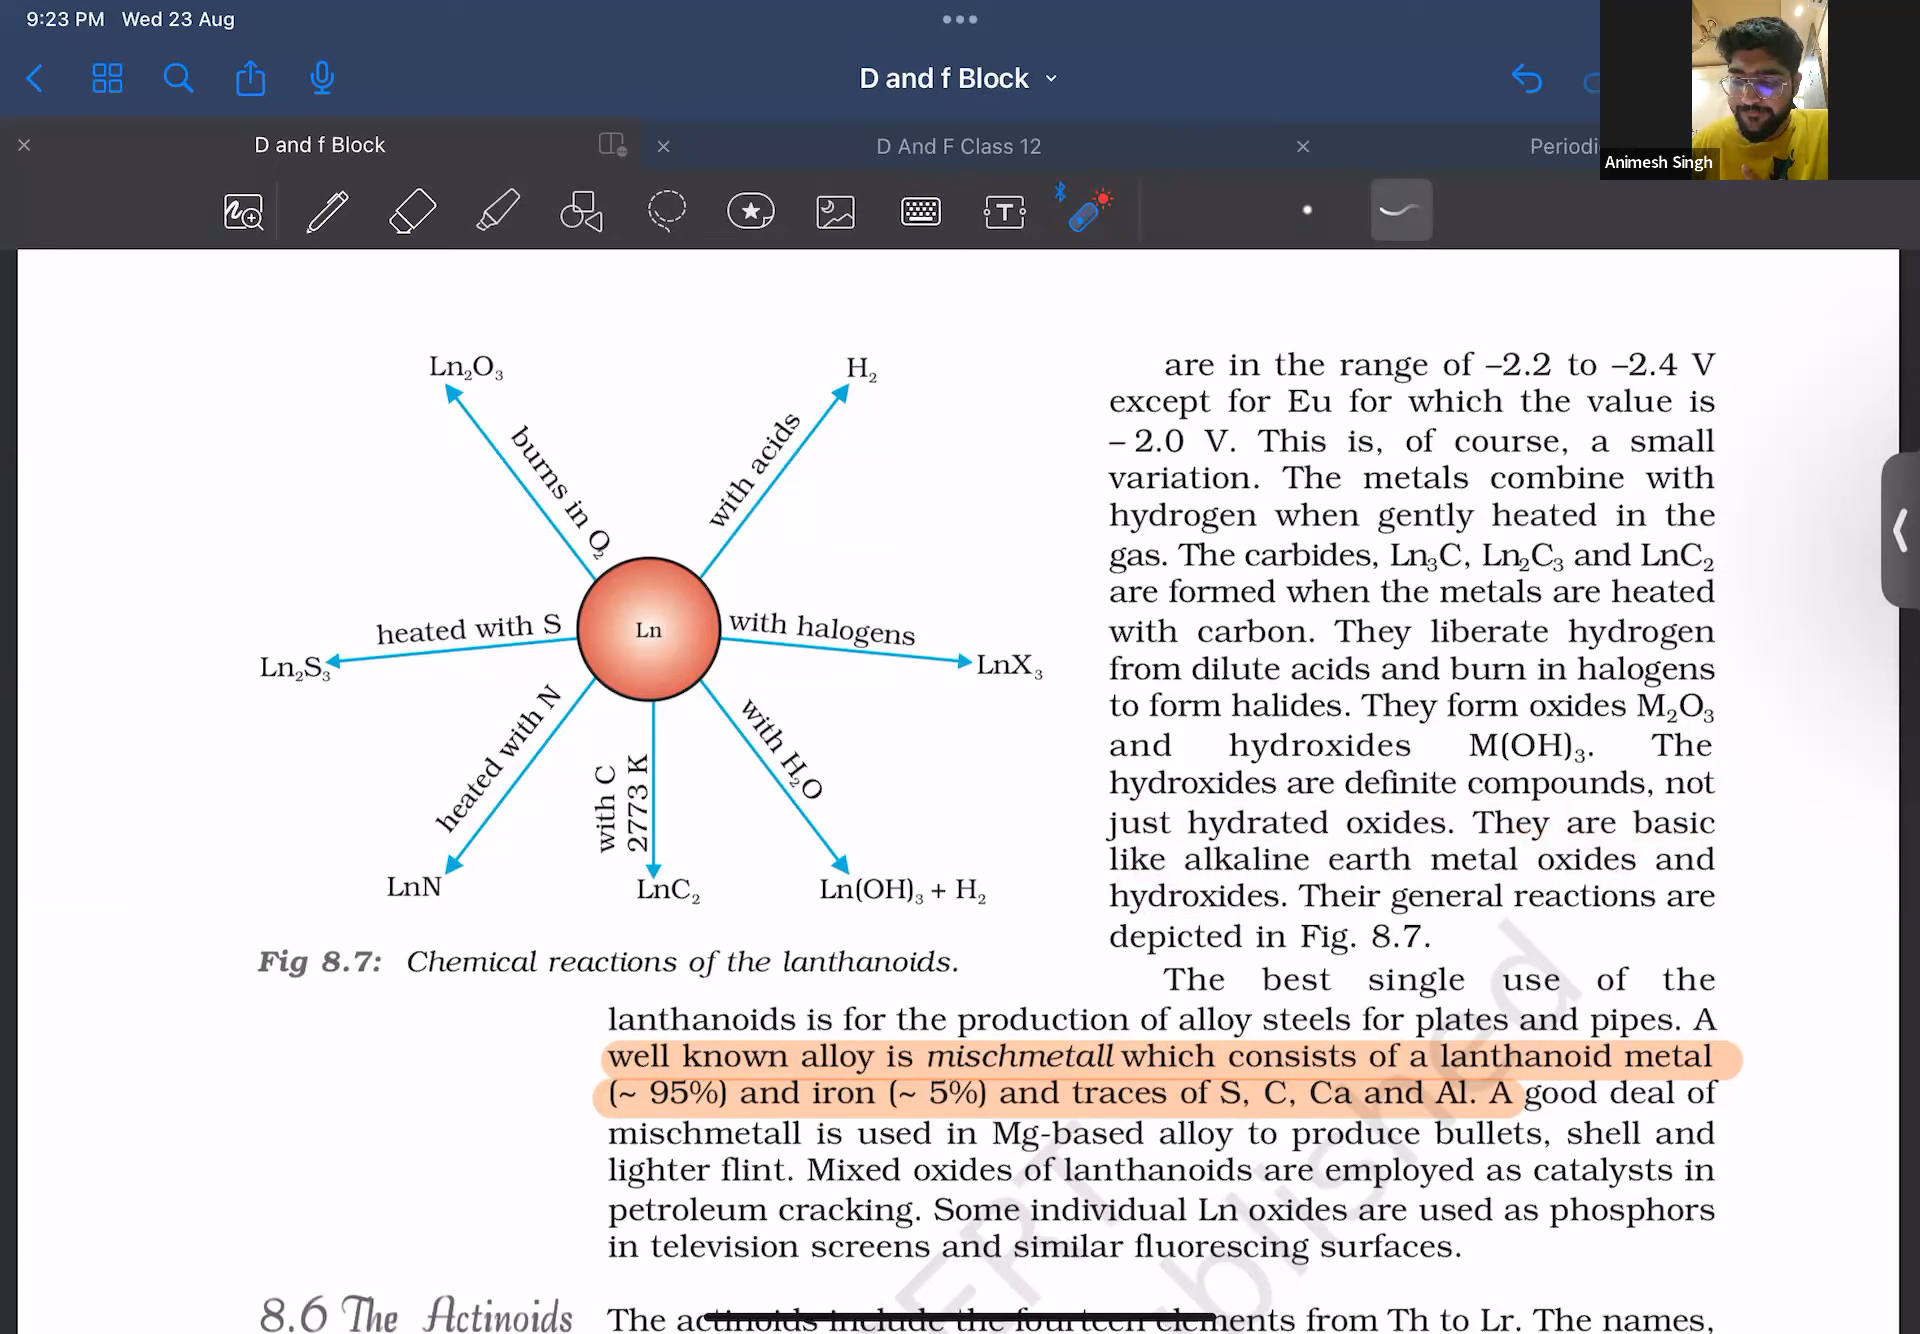 9:23 PM Wed 23 Aug
D and f Block
D and f Block
D And F Class 12
Periodi
Animesh Singh
Ln2O3
H2
burns in O2
with acids
heated with S
Ln
with halogens
Ln2S3
LnX3
heated with N
with C
2773 K
with H2O
LnN
LnC2
Ln(OH)3 + H2
Fig 8.7: Chemical reactions of the lanthanoids.
are in the range of –2.2 to –2.4 V
except for Eu for which the value is
– 2.0 V. This is, of course, a small
variation. The metals combine with
hydrogen when gently heated in the
gas. The carbides, Ln3C, Ln2C3 and LnC2
are formed when the metals are heated
with carbon. They liberate hydrogen
from dilute acids and burn in halogens
to form halides. They form oxides M2O3
and hydroxides M(OH)3. The
hydroxides are definite compounds, not
just hydrated oxides. They are basic
like alkaline earth metal oxides and
hydroxides. Their general reactions are
depicted in Fig. 8.7.
The best single use of the
lanthanoids is for the production of alloy steels for plates and pipes. A
well known alloy is mischmetall which consists of a lanthanoid metal
(~ 95%) and iron (~ 5%) and traces of S, C, Ca and Al. A good deal of
mischmetall is used in Mg-based alloy to produce bullets, shell and
lighter flint. Mixed oxides of lanthanoids are employed as catalysts in
petroleum cracking. Some individual Ln oxides are used as phosphors
in television screens and similar fluorescing surfaces.
8.6 The Actinoids
The actinoids include the fourteen elements from Th to Lr. The names,